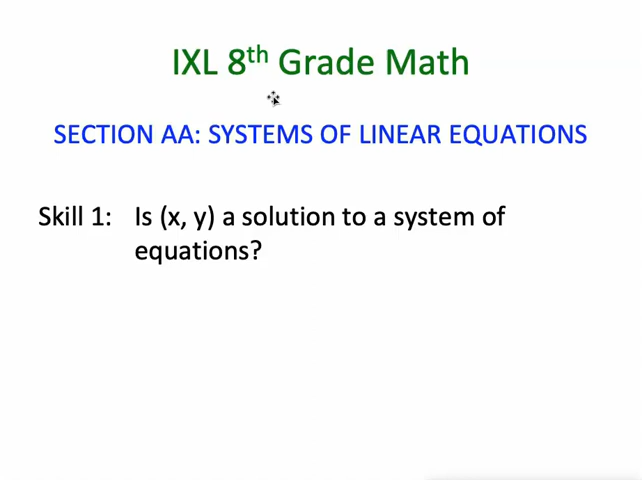 IXL 8th Grade Math
SECTION AA: SYSTEMS OF LINEAR EQUATIONS
Skill 1: Is (x, y) a solution to a system of
equations?